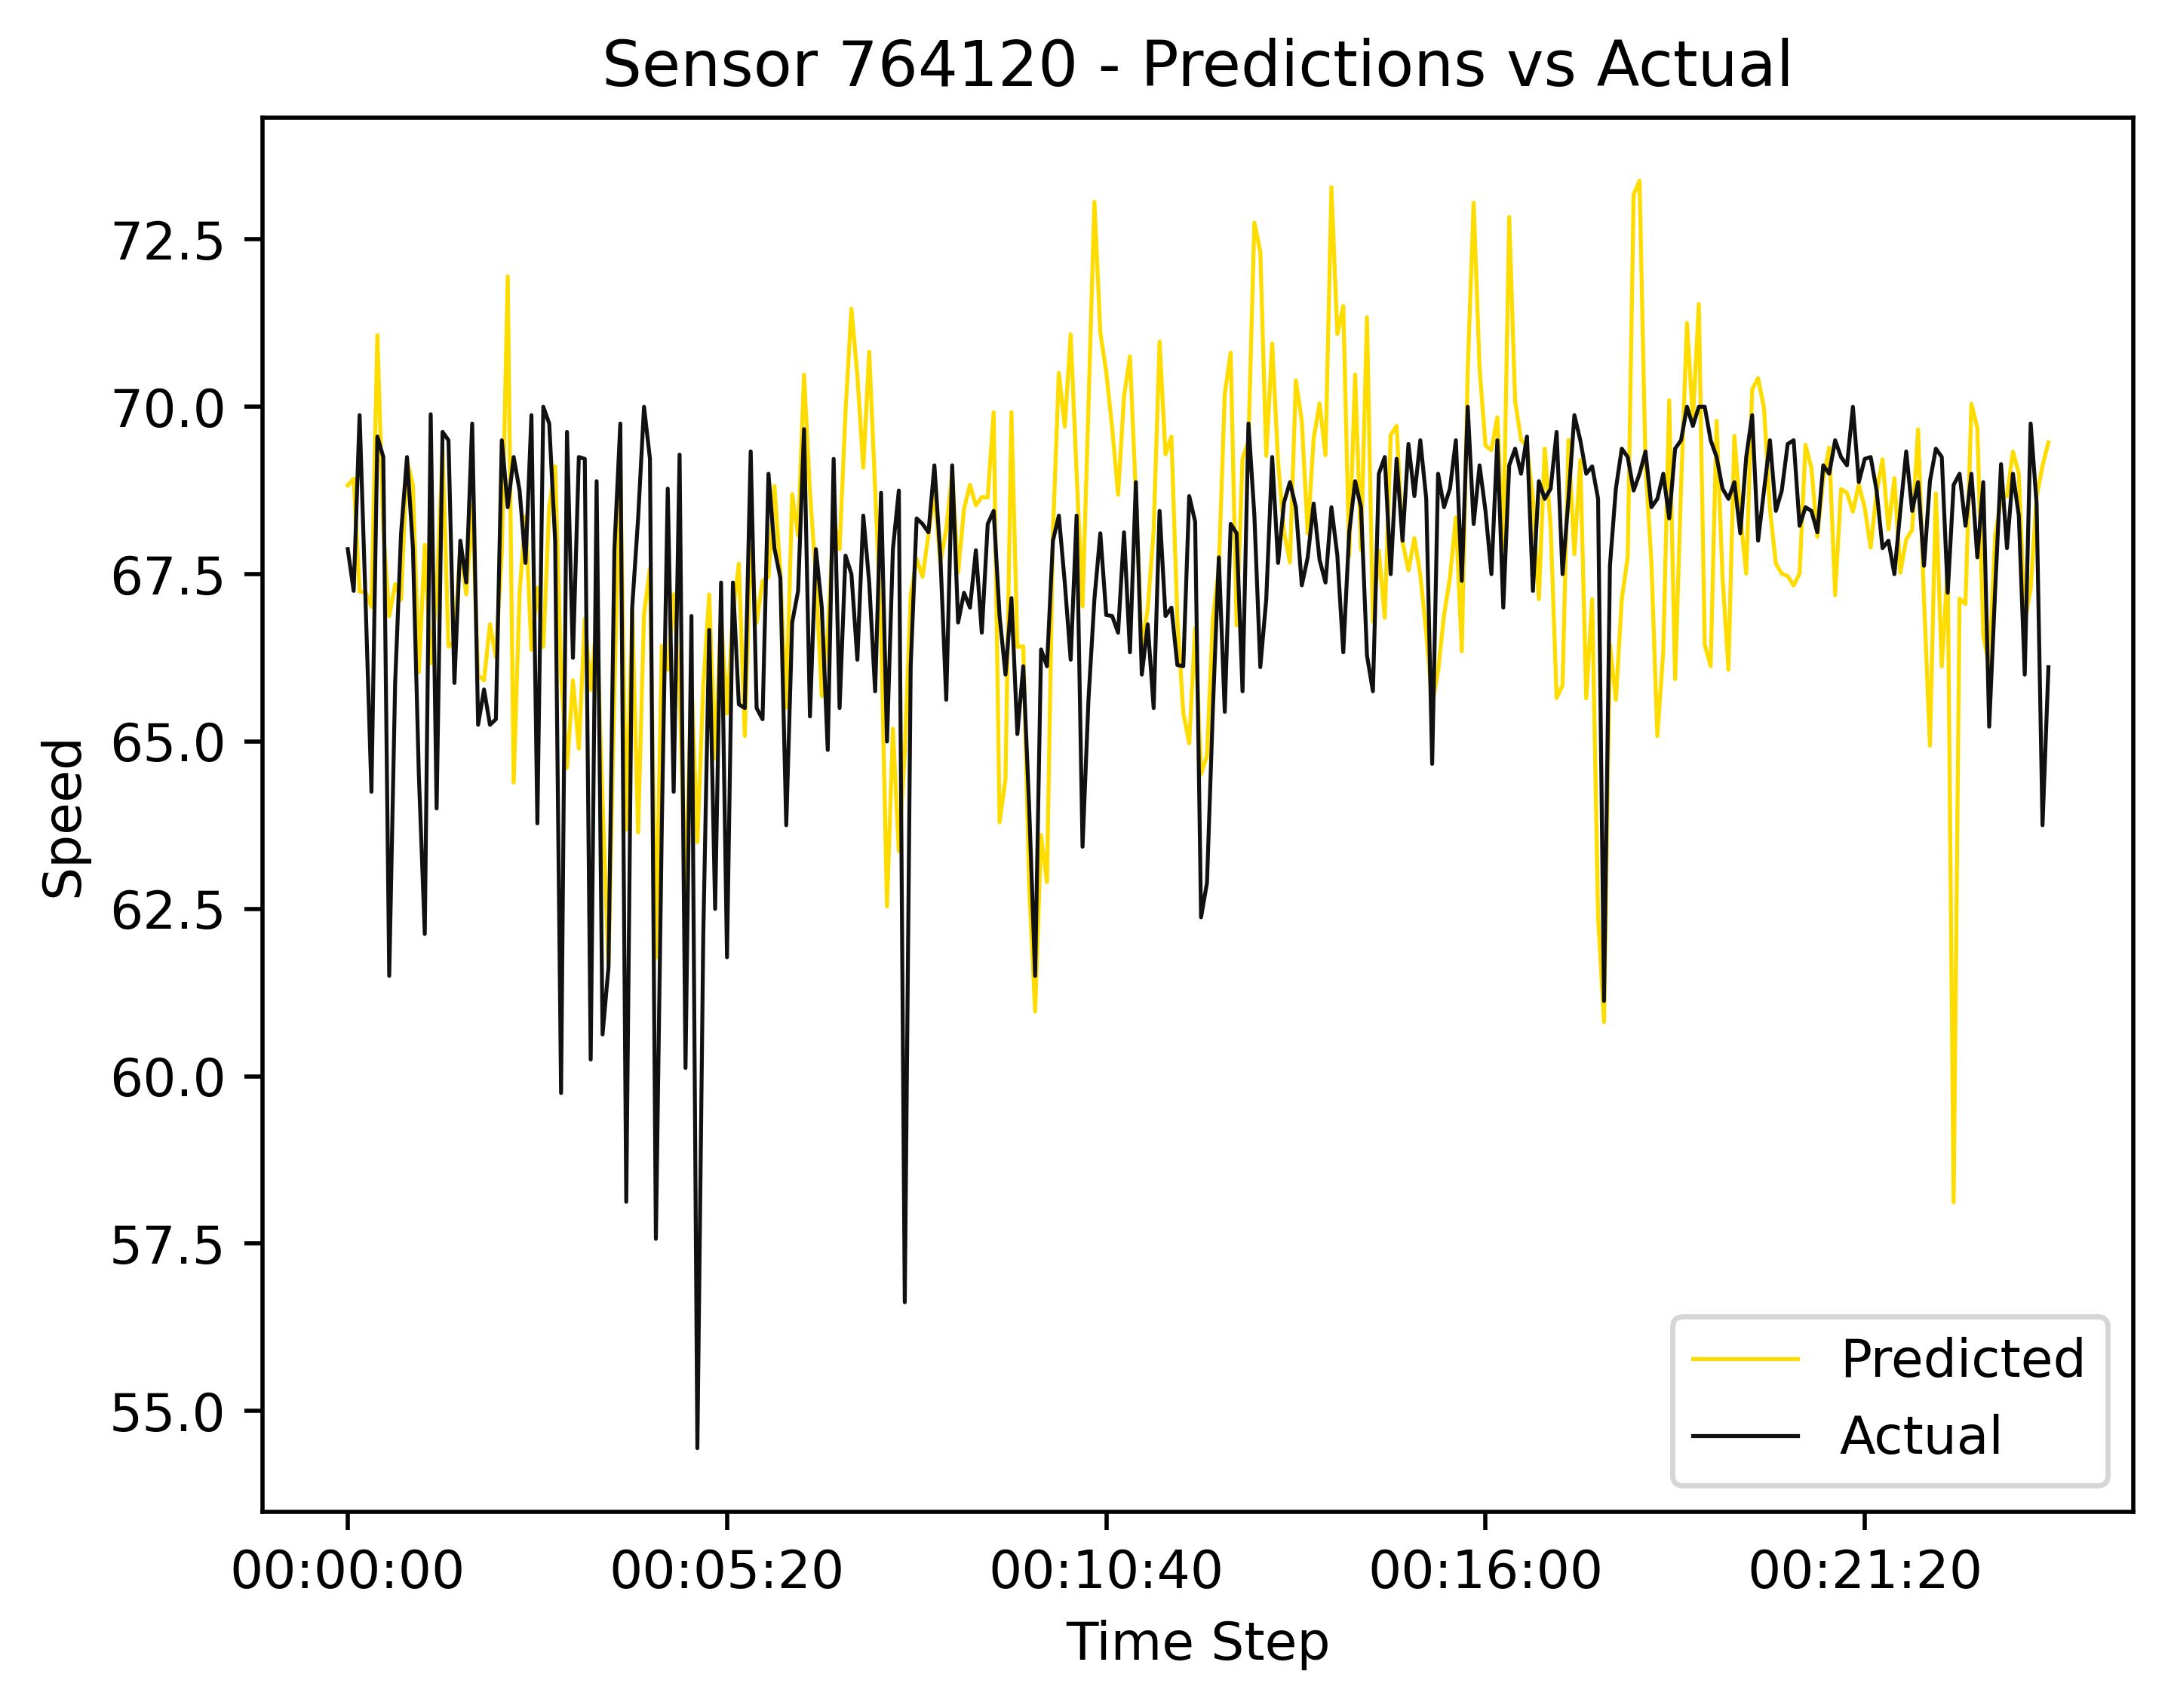 Sensor 764120 - Predictions vs Actual
72.5
70.0
67.5
65.0
62.5
60.0
57.5
55.0
Speed
Predicted
Actual
00:00:00 00:05:20 00:10:40 00:16:00 00:21:20
Time Step